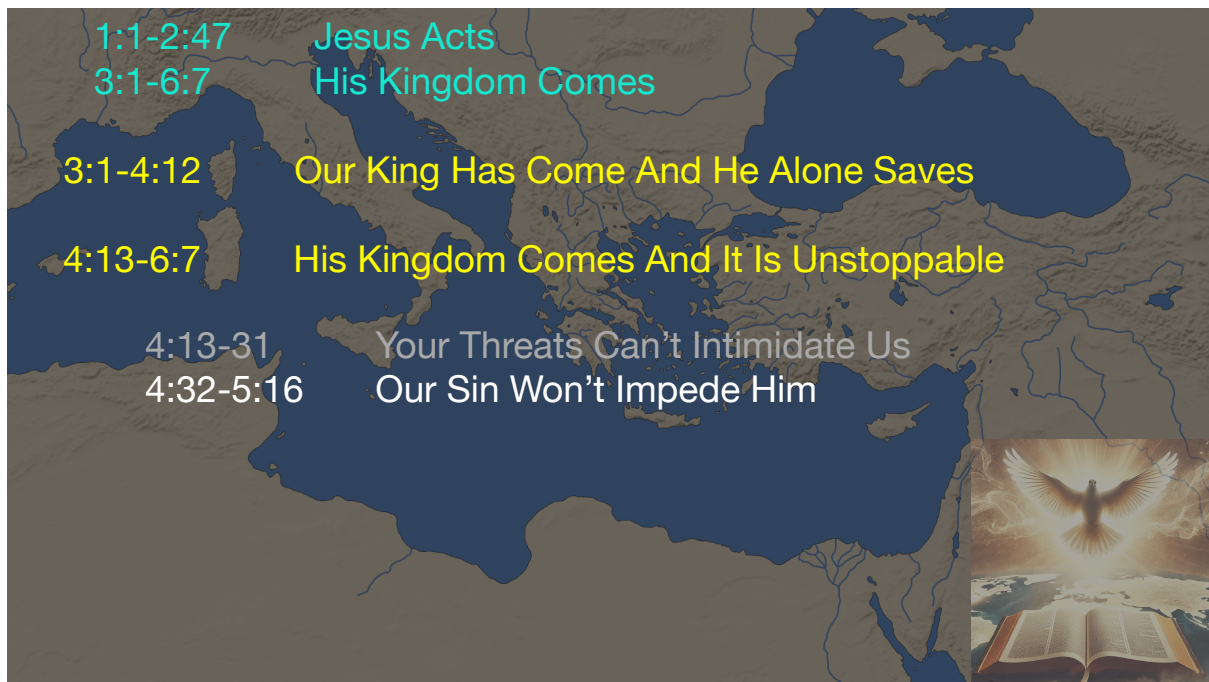 1:1-2:47 Jesus Acts
3:1-6:7 His Kingdom Comes
3:1-4:12 Our King Has Come And He Alone Saves
4:13-6:7 His Kingdom Comes And It Is Unstoppable
4:13-31 Your Threats Can’t Intimidate Us
4:32-5:16 Our Sin Won’t Impede Him